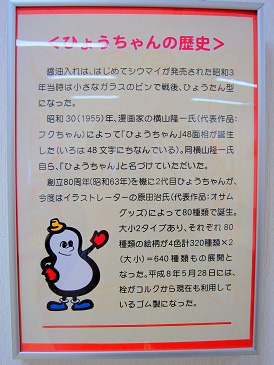 <ひょうちゃんの歴史>
醤油入れは、はじめてシウマイが発売された昭和3
年当時は小さなガラスのビンで戦後、ひょうたん型
になった。
昭和30(1955)年、漫画家の横山隆一氏(代表作品:
フクちゃん)によって「ひょうちゃん」48面相が誕生
した(いろは48文字にちなんでいる)。同横山隆一氏
自ら、「ひょうちゃん」と名づけていただいた。
創立80周年(昭和63年)を機に2代目ひょうちゃんが、
今度はイラストレーターの原田治氏(代表作品:オサム
グッズ)によって80種類で誕生。
大小2タイプあり、それぞれ80
種類の絵柄が4色計320種類×2
(大小)=640種類もの展開と
なった。平成8年5月28日には、
栓がコルクから現在も利用して
いるゴム製になった。